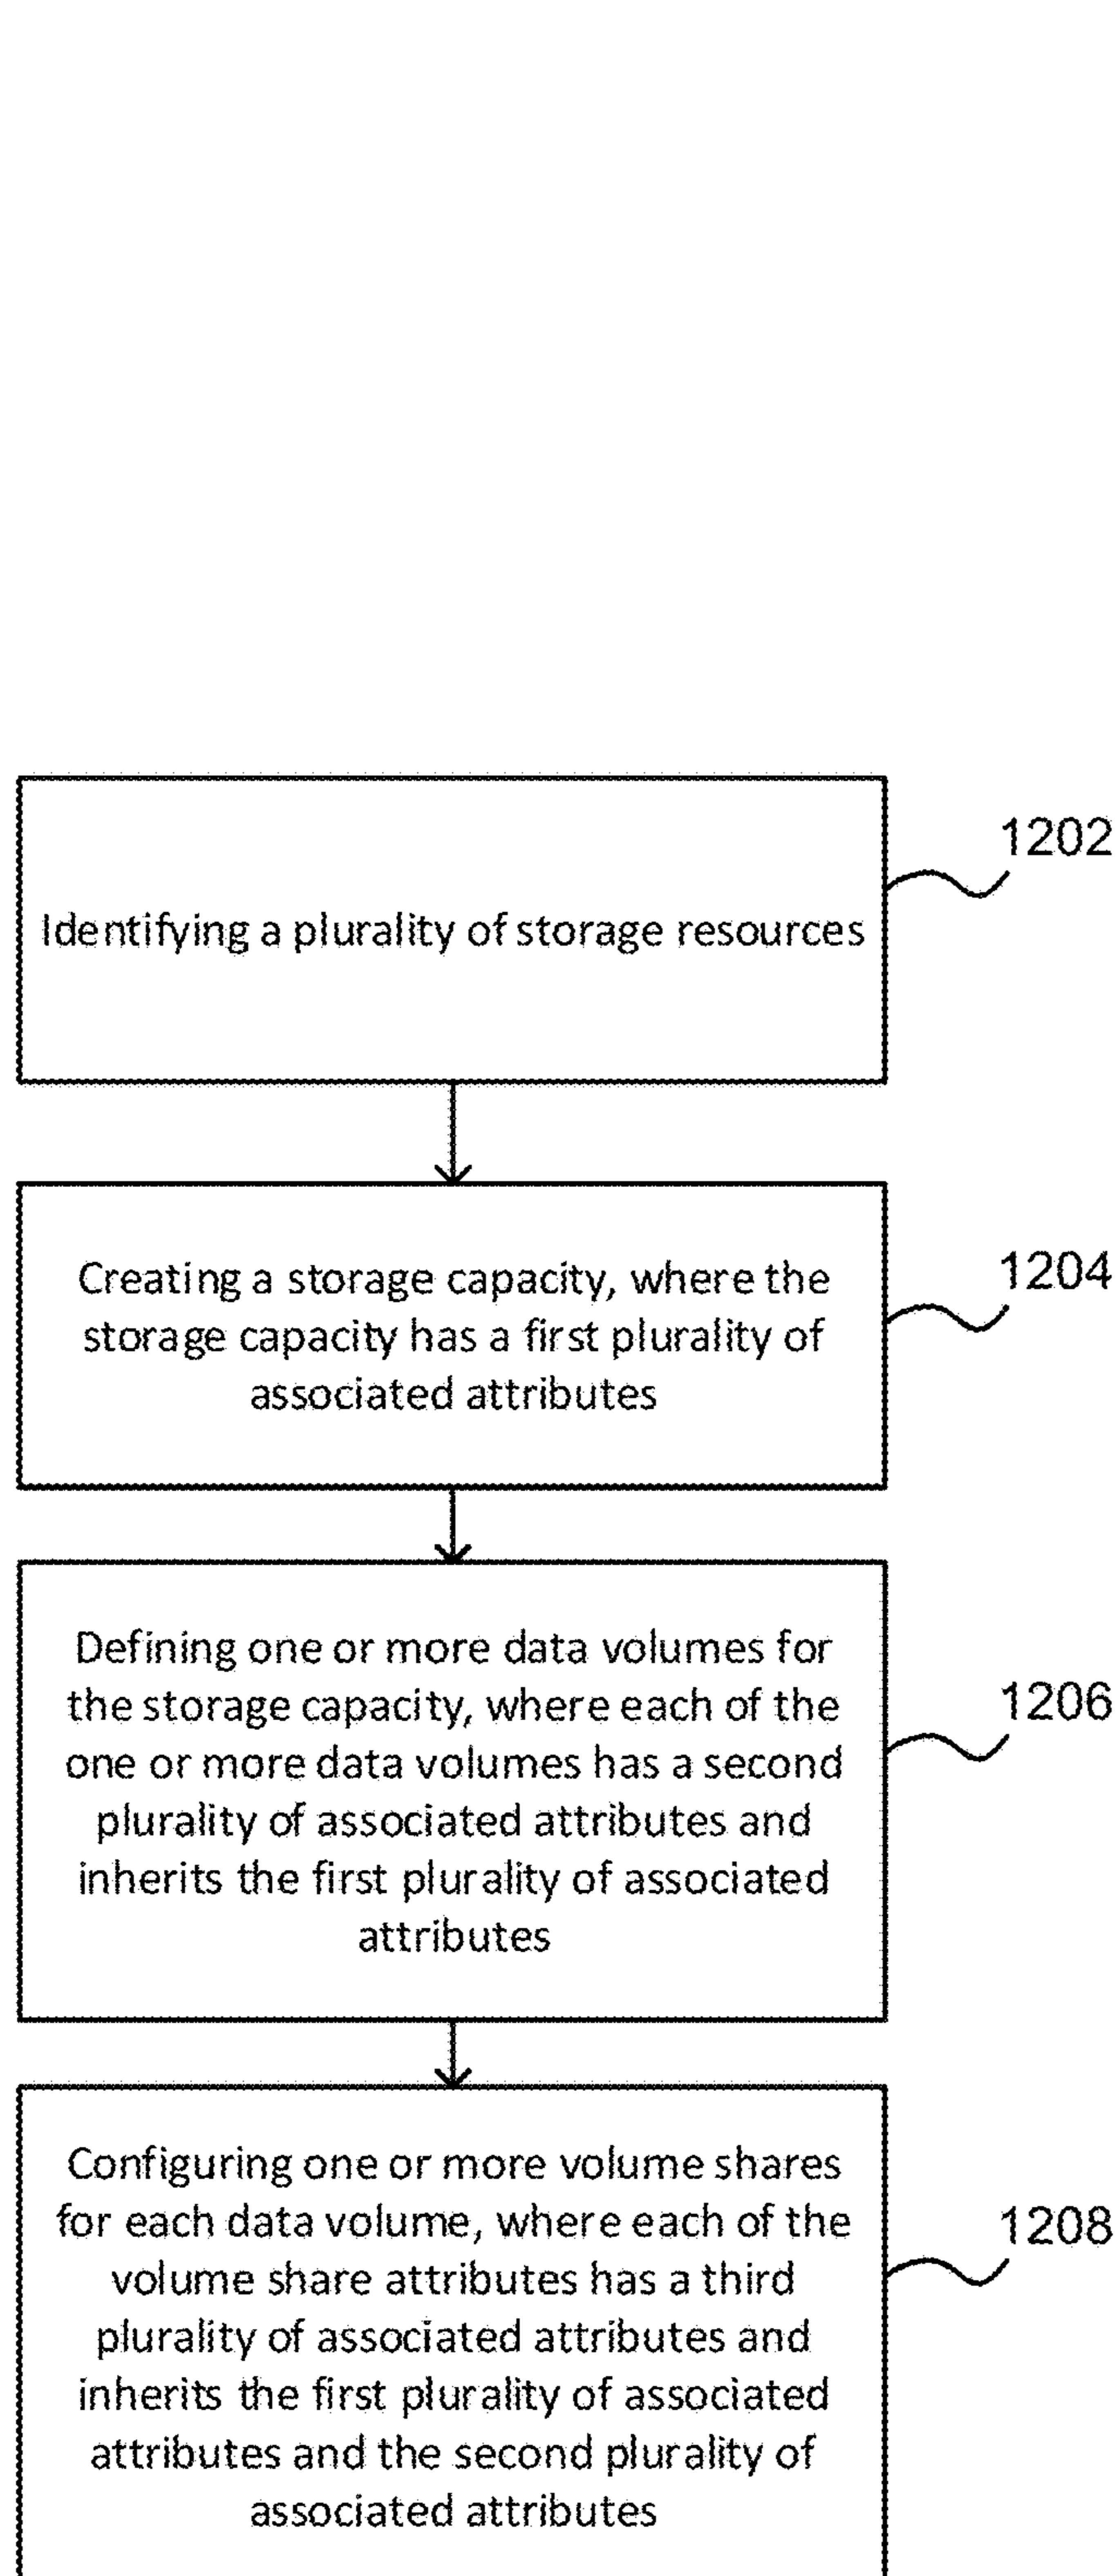 1202
Identifying a plurality of storage resources
1204
Creating a storage capacity, where the
storage capacity has a first plurality of
associated attributes
1206
Defining one or more data volumes for
the storage capacity, where each of the
one or more data volumes has a second
plurality of associated attributes and
inherits the first plurality of associated
attributes
1208
Configuring one or more volume shares
for each data volume, where each of the
volume share attributes has a third
plurality of associated attributes and
inherits the first plurality of associated
attributes and the second plurality of
associated attributes